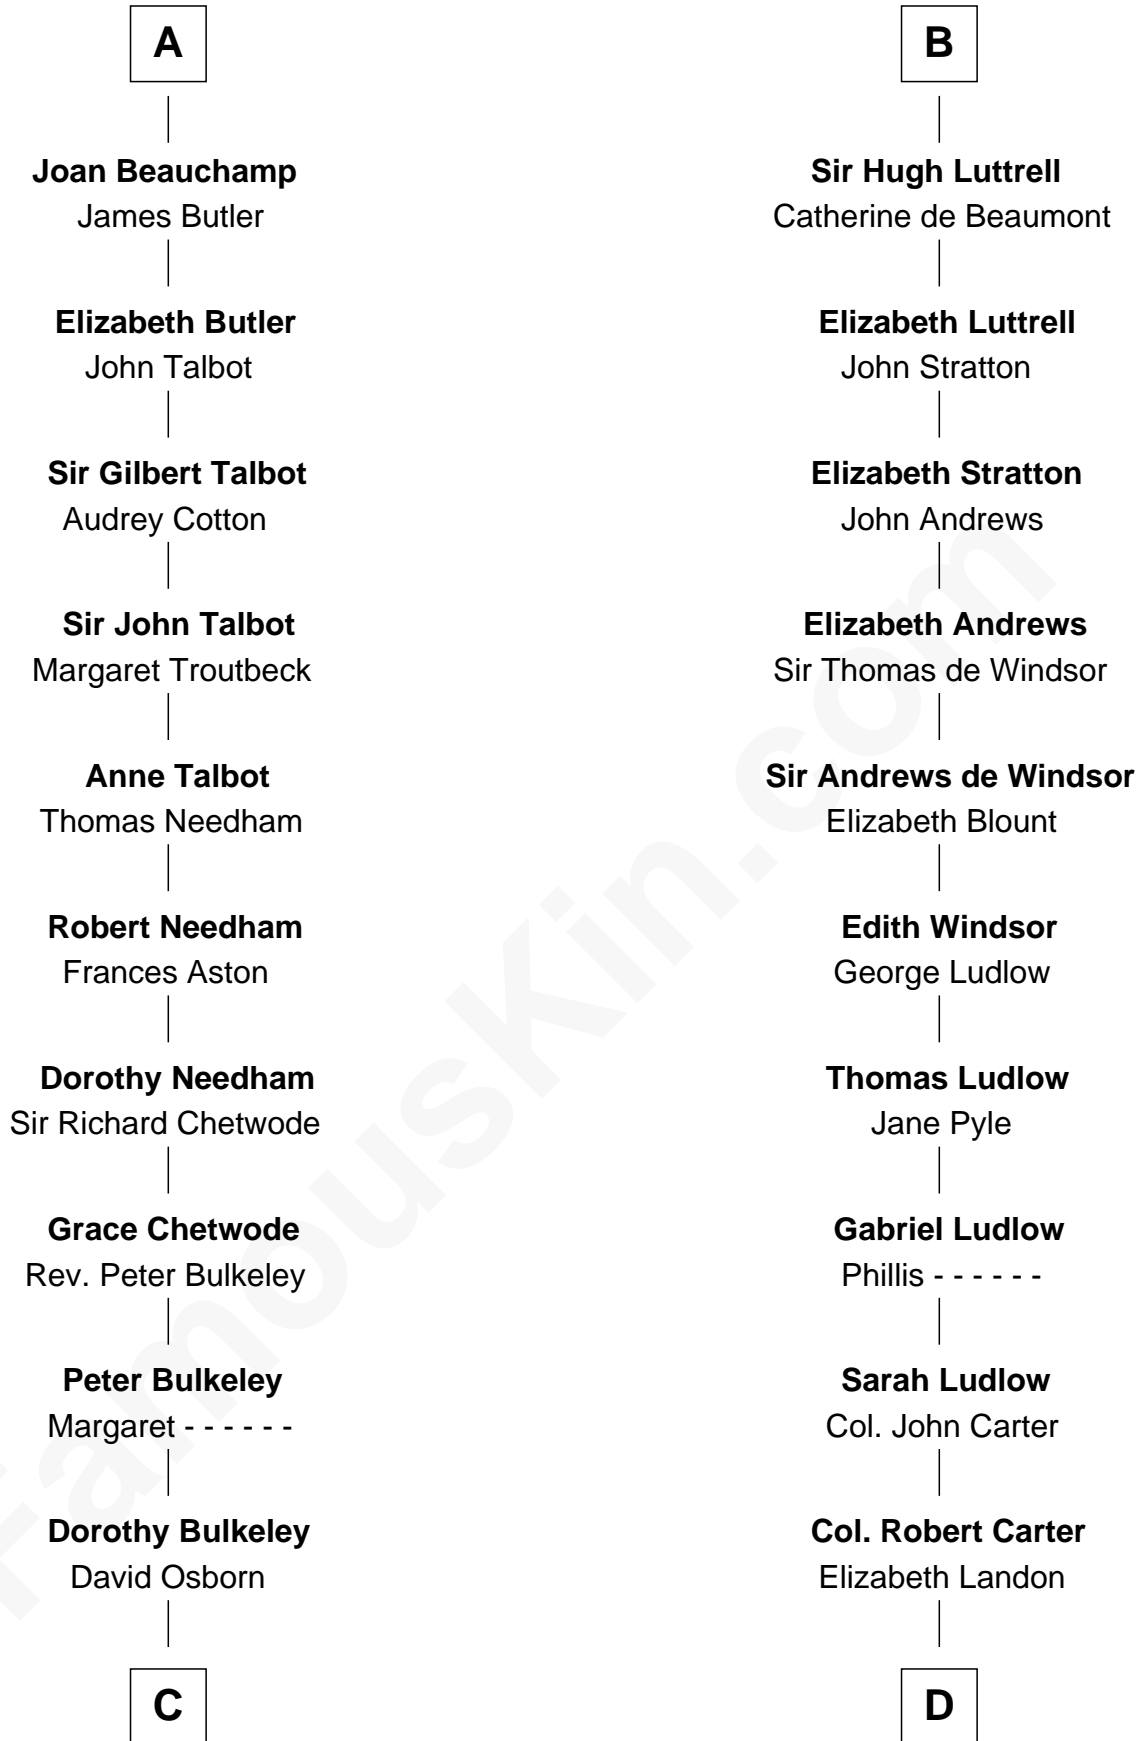 A
Joan Beauchamp
James Butler
Elizabeth Butler
John Talbot
Sir Gilbert Talbot
Audrey Cotton
Sir John Talbot
Margaret Troutbeck
Anne Talbot
Thomas Needham
Robert Needham
Frances Aston
Dorothy Needham
Sir Richard Chetwode
Grace Chetwode
Rev. Peter Bulkeley
Peter Bulkeley
Margaret - - - - - -
Dorothy Bulkeley
David Osborn
C
B
Sir Hugh Luttrell
Catherine de Beaumont
Elizabeth Luttrell
John Stratton
Elizabeth Stratton
John Andrews
Elizabeth Andrews
Sir Thomas de Windsor
Sir Andrews de Windsor
Elizabeth Blount
Edith Windsor
George Ludlow
Thomas Ludlow
Jane Pyle
Gabriel Ludlow
Phillis - - - - - -
Sarah Ludlow
Col. John Carter
Col. Robert Carter
Elizabeth Landon
D
FamousKin.com